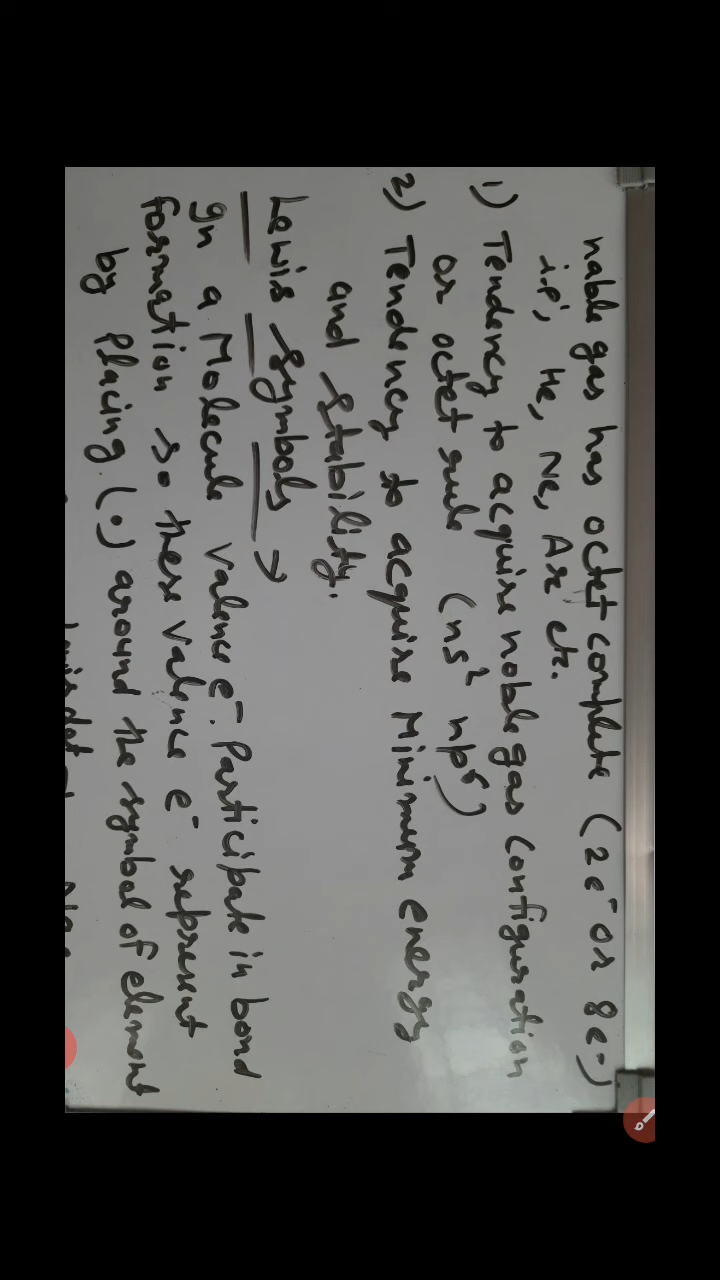 nable gas has octet complete (2e⁻ or 8e⁻)
i.e', He, Ne, Ar etc.
1) Tendency to acquire noble gas configuration
or octet rule (ns² np⁶)
2) Tendency to acquire Minimum energy
and stability.
Lewis Symbols →
In a Molecule valence e⁻ Participate in bond
formation so these valence e⁻ represent
by Placing (•) around the symbol of element